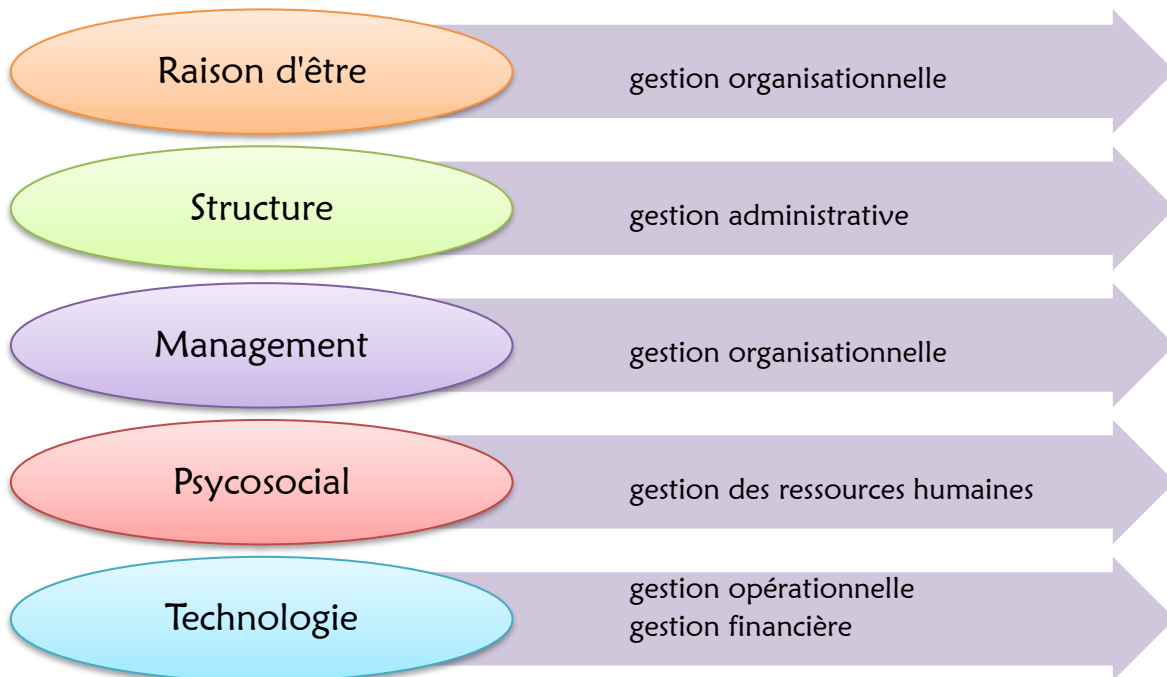 Raison d'être
gestion organisationnelle
Structure
gestion administrative
Management
gestion organisationnelle
Psycosocial
gestion des ressources humaines
Technologie
gestion opérationnelle
gestion financière